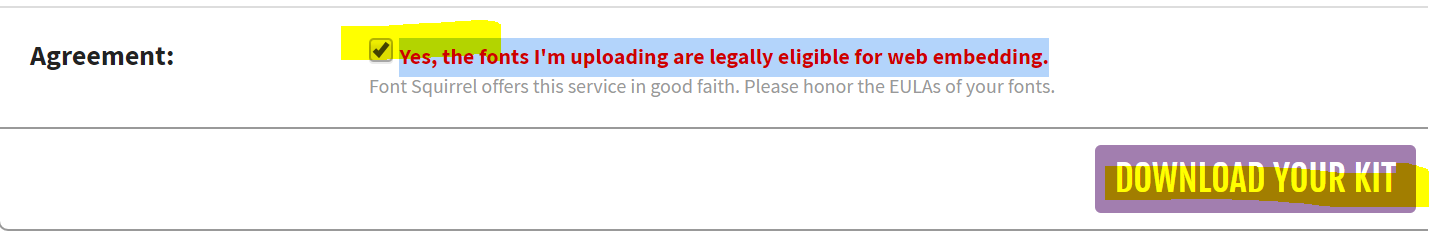 Agreement:
Yes, the fonts I'm uploading are legally eligible for web embedding.
Font Squirrel offers this service in good faith. Please honor the EULAs of your fonts.
DOWNLOAD YOUR KIT